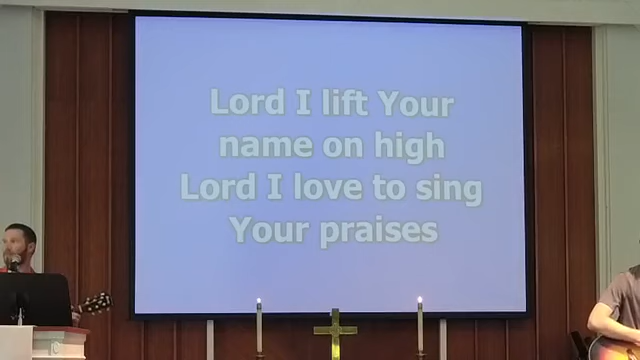 Lord I lift Your
name on high
Lord I love to sing
Your praises